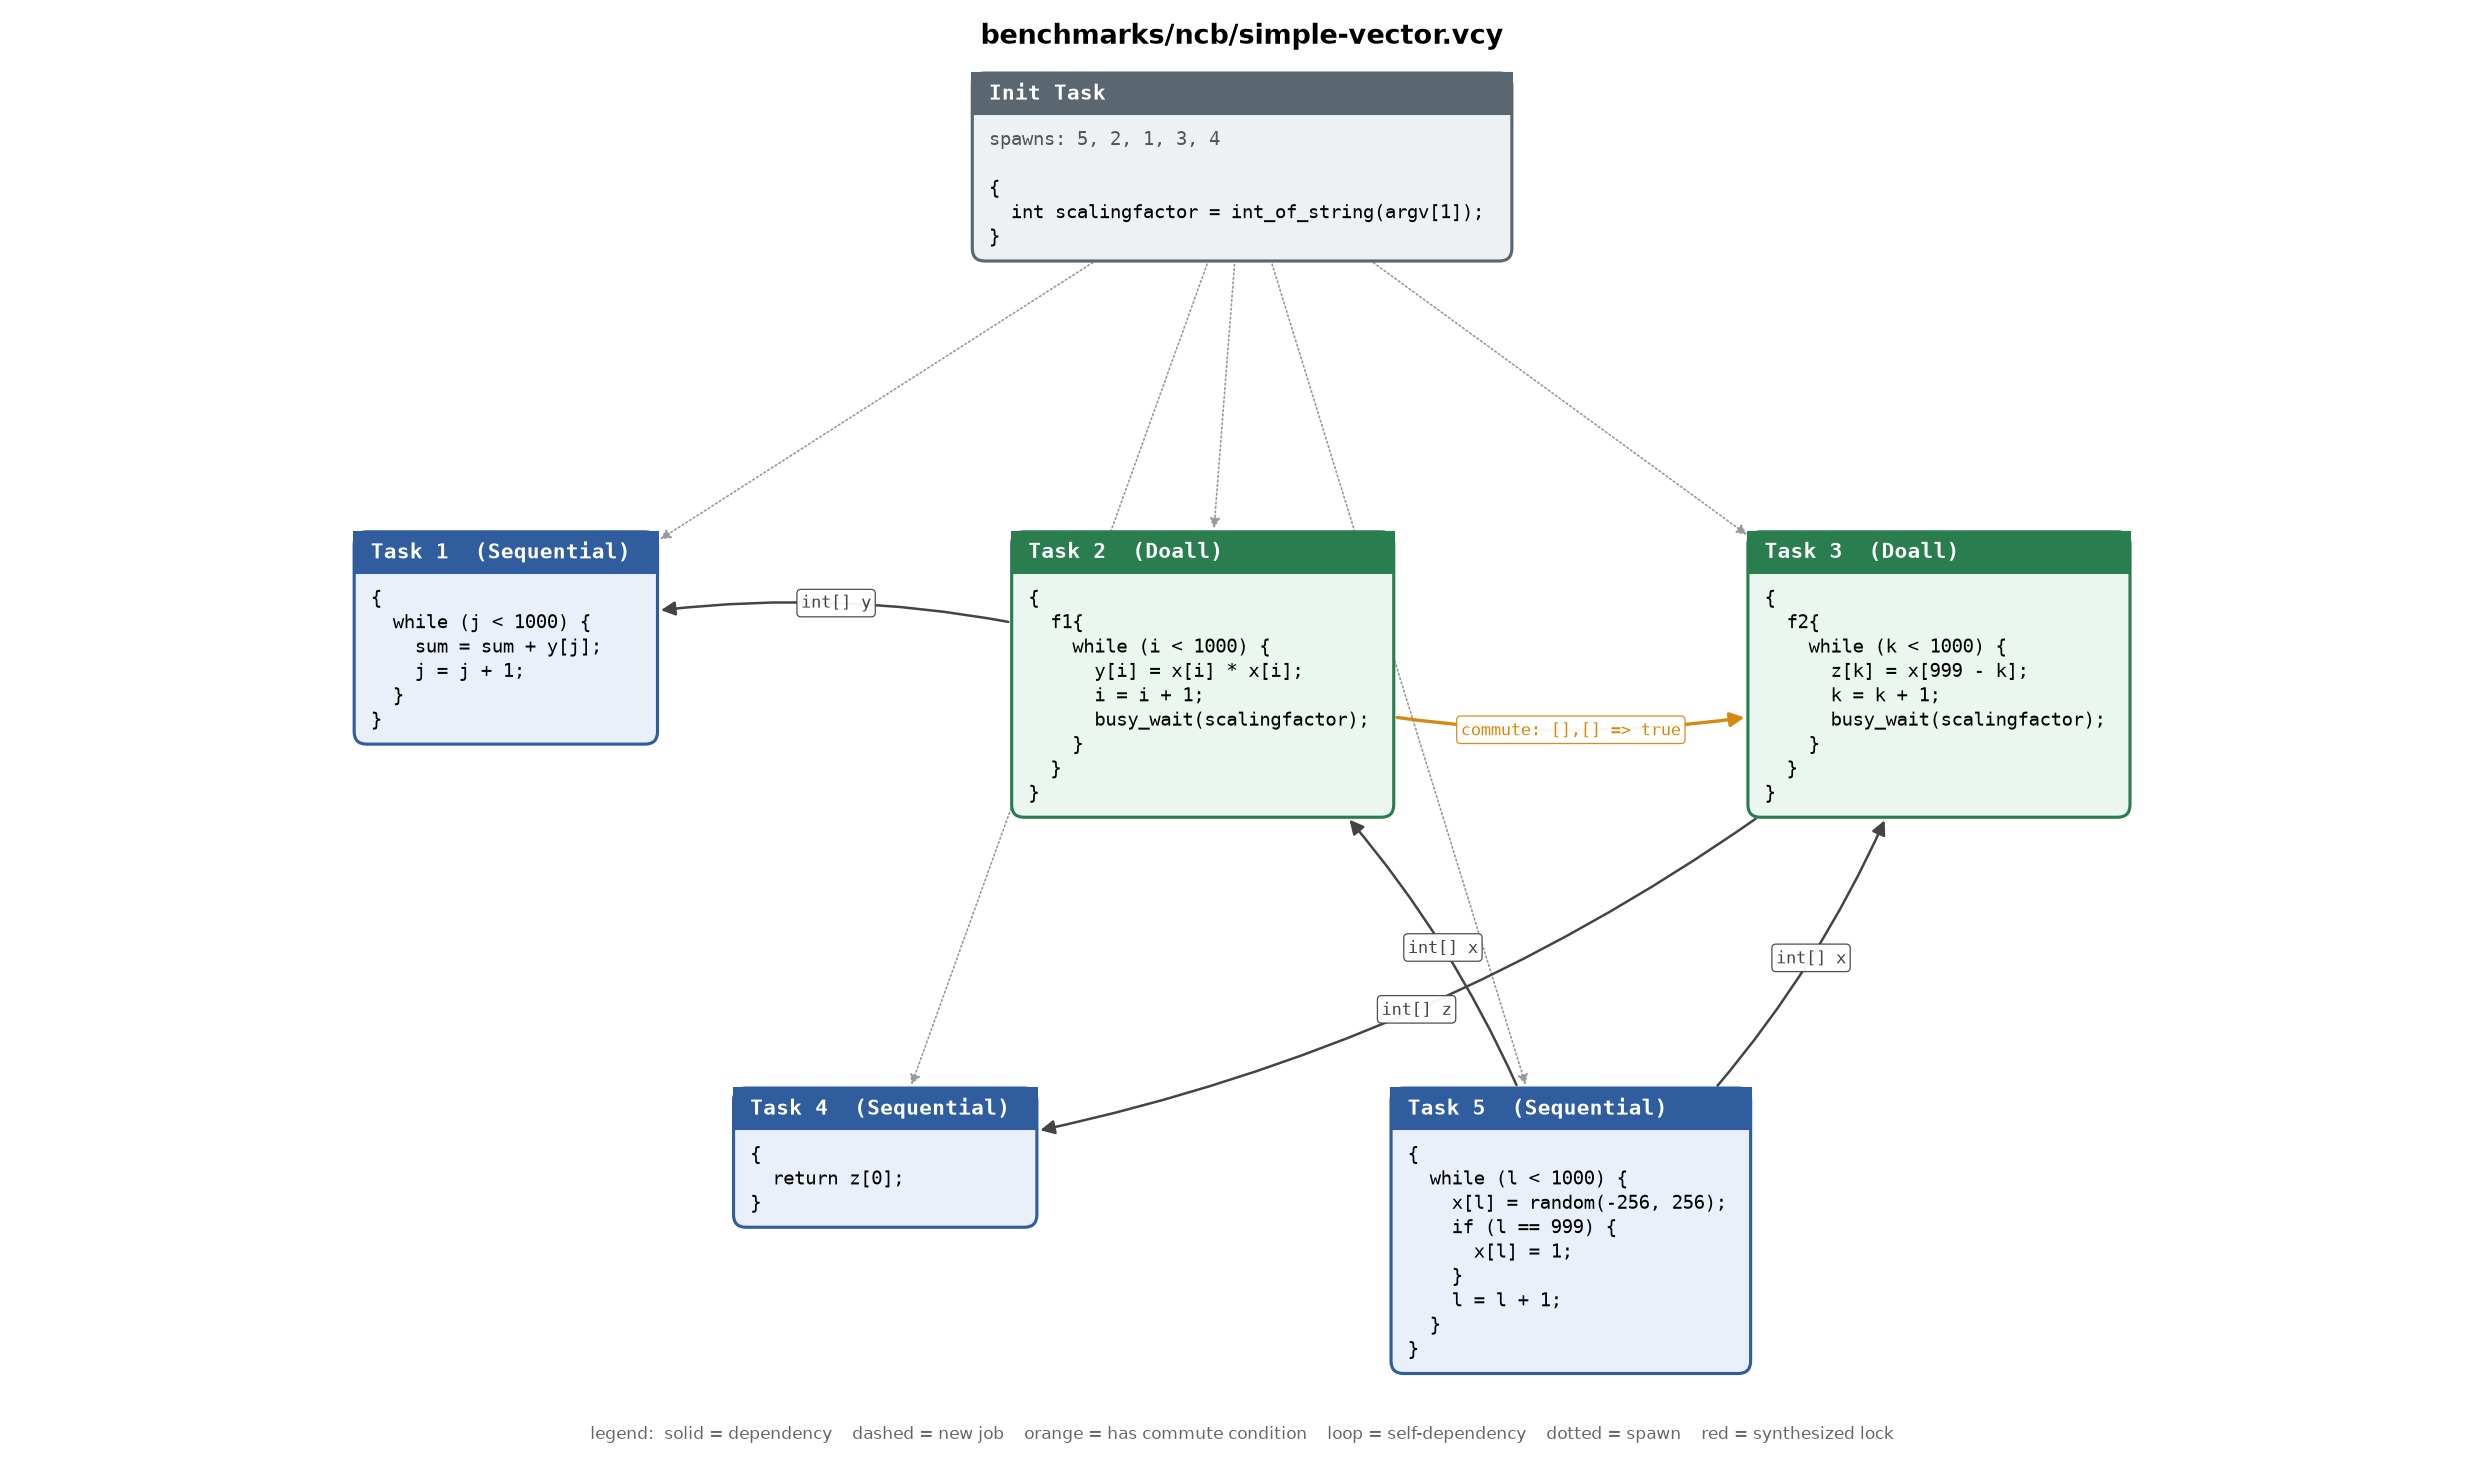 benchmarks/ncb/simple-vector.vcy
Init Task
spawns: 5, 2, 1, 3, 4
{
  int scalingfactor = int_of_string(argv[1]);
}
Task 1  (Sequential)
{
  while (j < 1000) {
    sum = sum + y[j];
    j = j + 1;
  }
}
int[] y
Task 2  (Doall)
{
  f1{
    while (i < 1000) {
      y[i] = x[i] * x[i];
      i = i + 1;
      busy_wait(scalingfactor);
    }
  }
}
commute: [],[] => true
Task 3  (Doall)
{
  f2{
    while (k < 1000) {
      z[k] = x[999 - k];
      k = k + 1;
      busy_wait(scalingfactor);
    }
  }
}
int[] x
int[] x
int[] z
Task 4  (Sequential)
{
  return z[0];
}
Task 5  (Sequential)
{
  while (l < 1000) {
    x[l] = random(-256, 256);
    if (l == 999) {
      x[l] = 1;
    }
    l = l + 1;
  }
}
legend:  solid = dependency    dashed = new job    orange = has commute condition    loop = self-dependency    dotted = spawn    red = synthesized lock